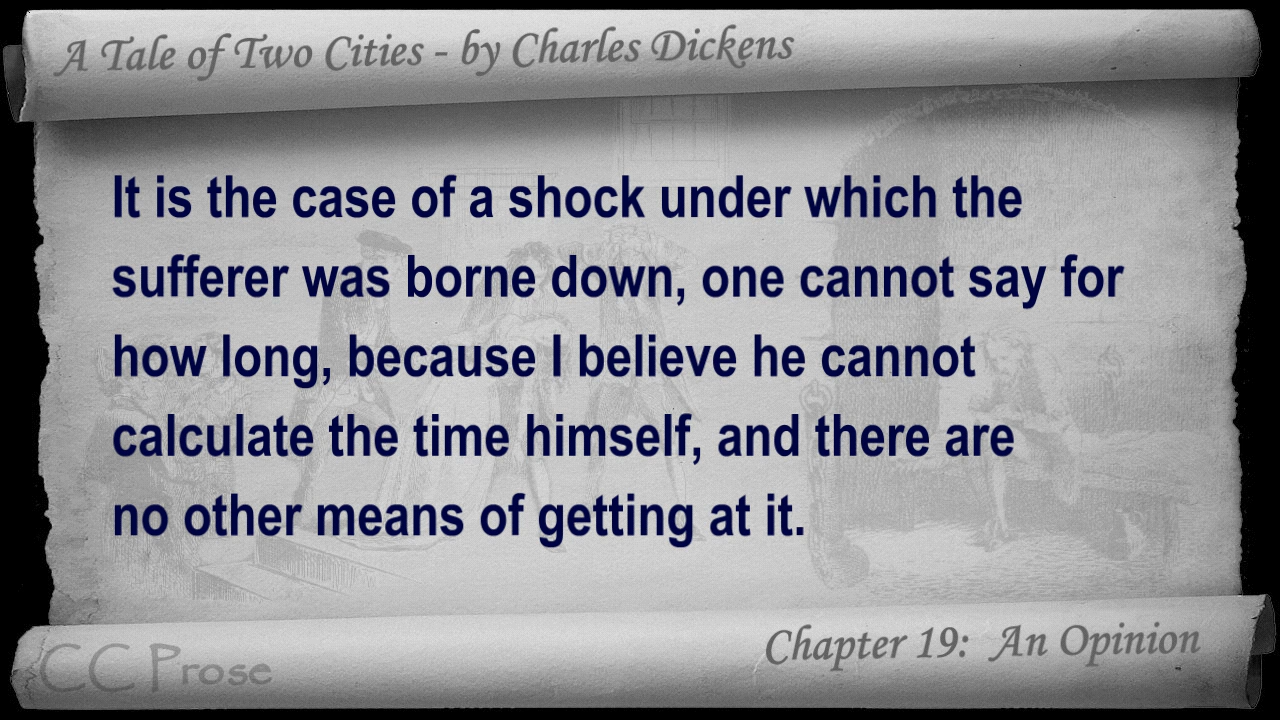 A Tale of Two Cities - by Charles Dickens
It is the case of a shock under which the
sufferer was borne down, one cannot say for
how long, because I believe he cannot
calculate the time himself, and there are
no other means of getting at it.
Chapter 19: An Opinion
CC Prose